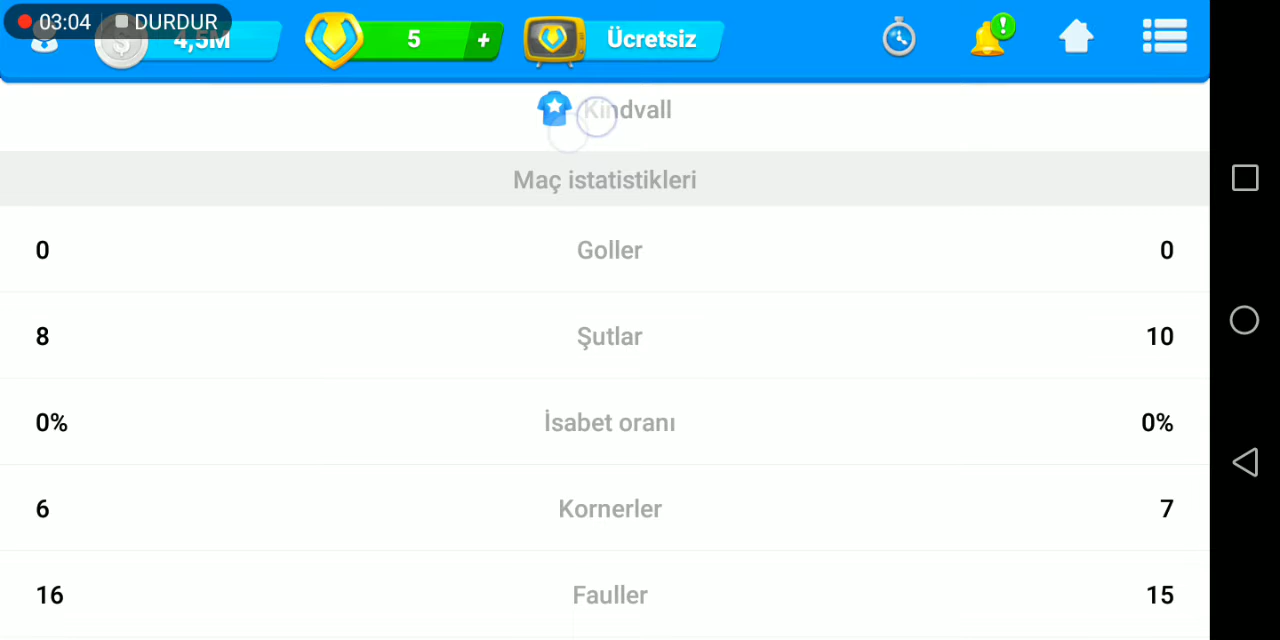 03:04 DURDUR
4,5M
5
+
Ücretsiz
!
Kindvall
Maç istatistikleri
0 Goller 0
8 Şutlar 10
0% İsabet oranı 0%
6 Kornerler 7
16 Fauller 15